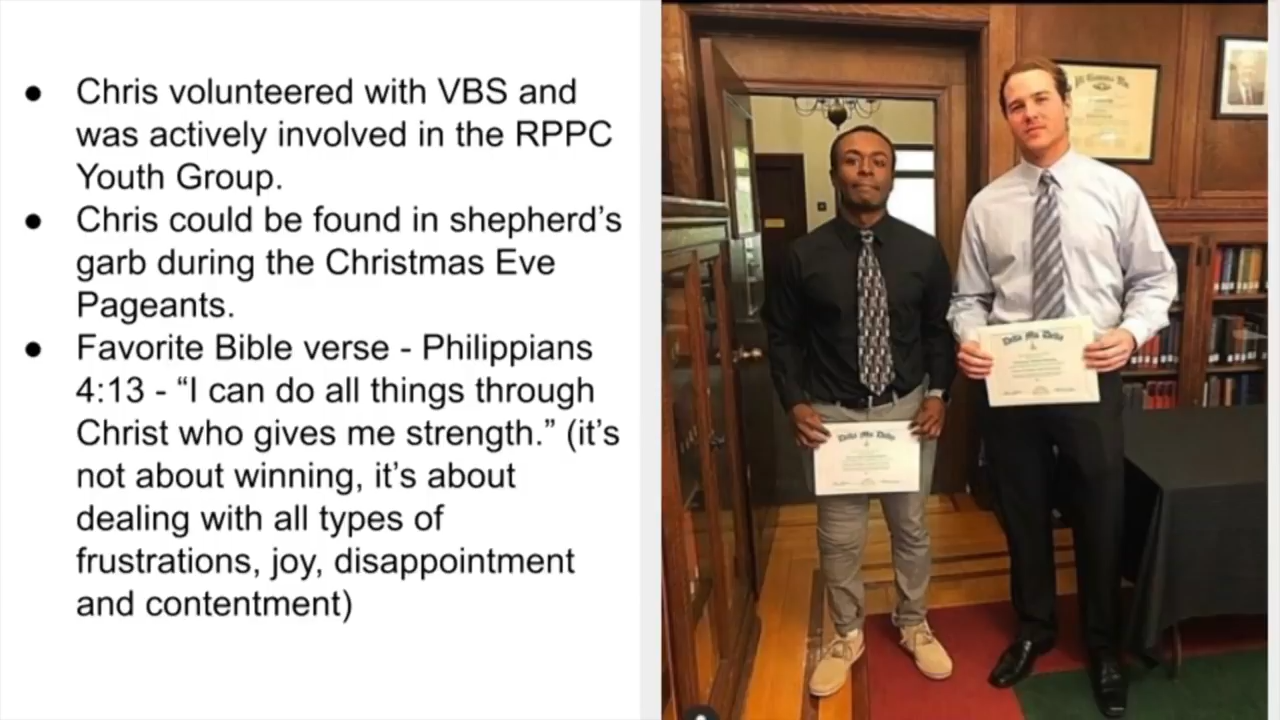 ● Chris volunteered with VBS and
was actively involved in the RPPC
Youth Group.
● Chris could be found in shepherd’s
garb during the Christmas Eve
Pageants.
● Favorite Bible verse - Philippians
4:13 - “I can do all things through
Christ who gives me strength.” (it’s
not about winning, it’s about
dealing with all types of
frustrations, joy, disappointment
and contentment)
Delta Mu Delta
Delta Mu Delta